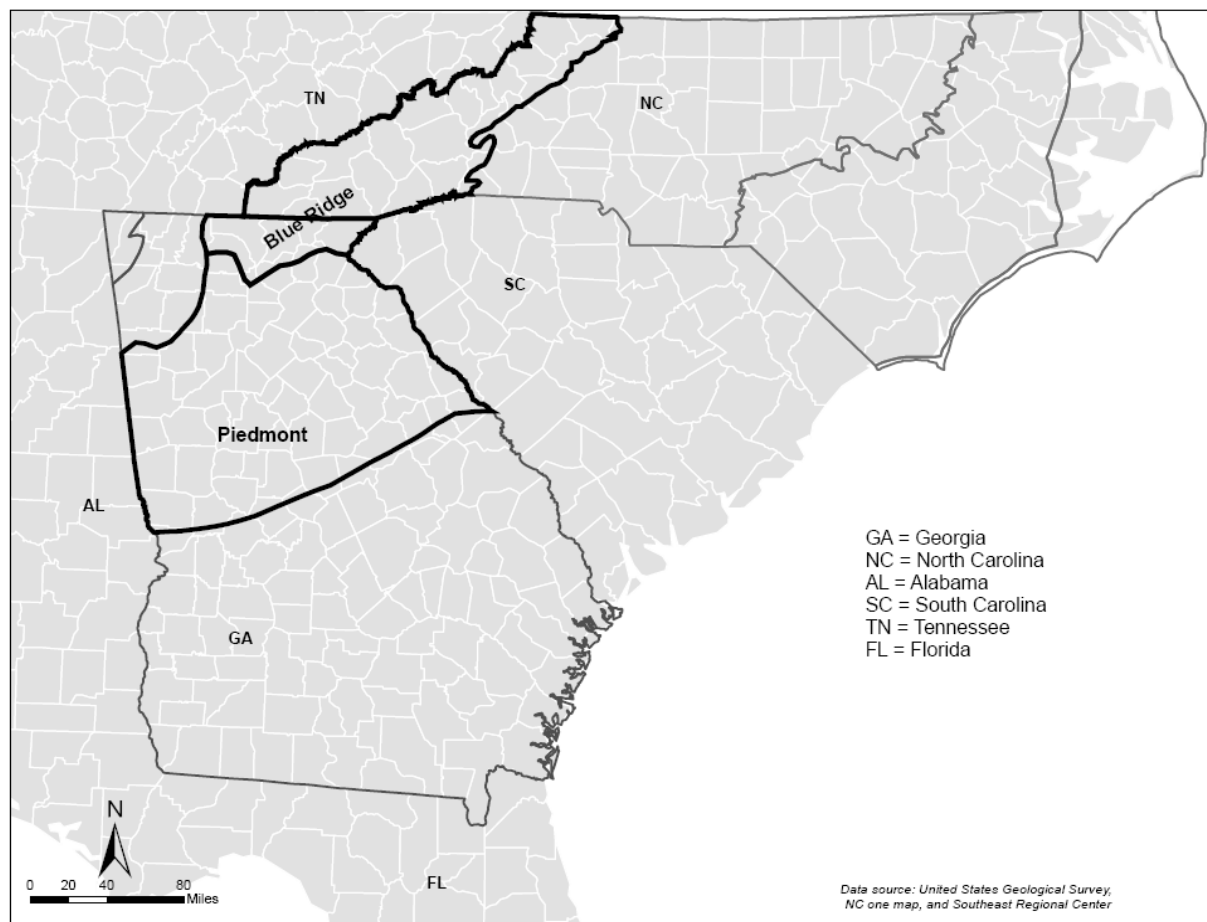 TN
NC
Blue Ridge
SC
Piedmont
AL
GA = Georgia
NC = North Carolina
AL = Alabama
SC = South Carolina
TN = Tennessee
FL = Florida
GA
N
0 20 40 80
Miles
FL
Data source: United States Geological Survey,
NC one map, and Southeast Regional Center